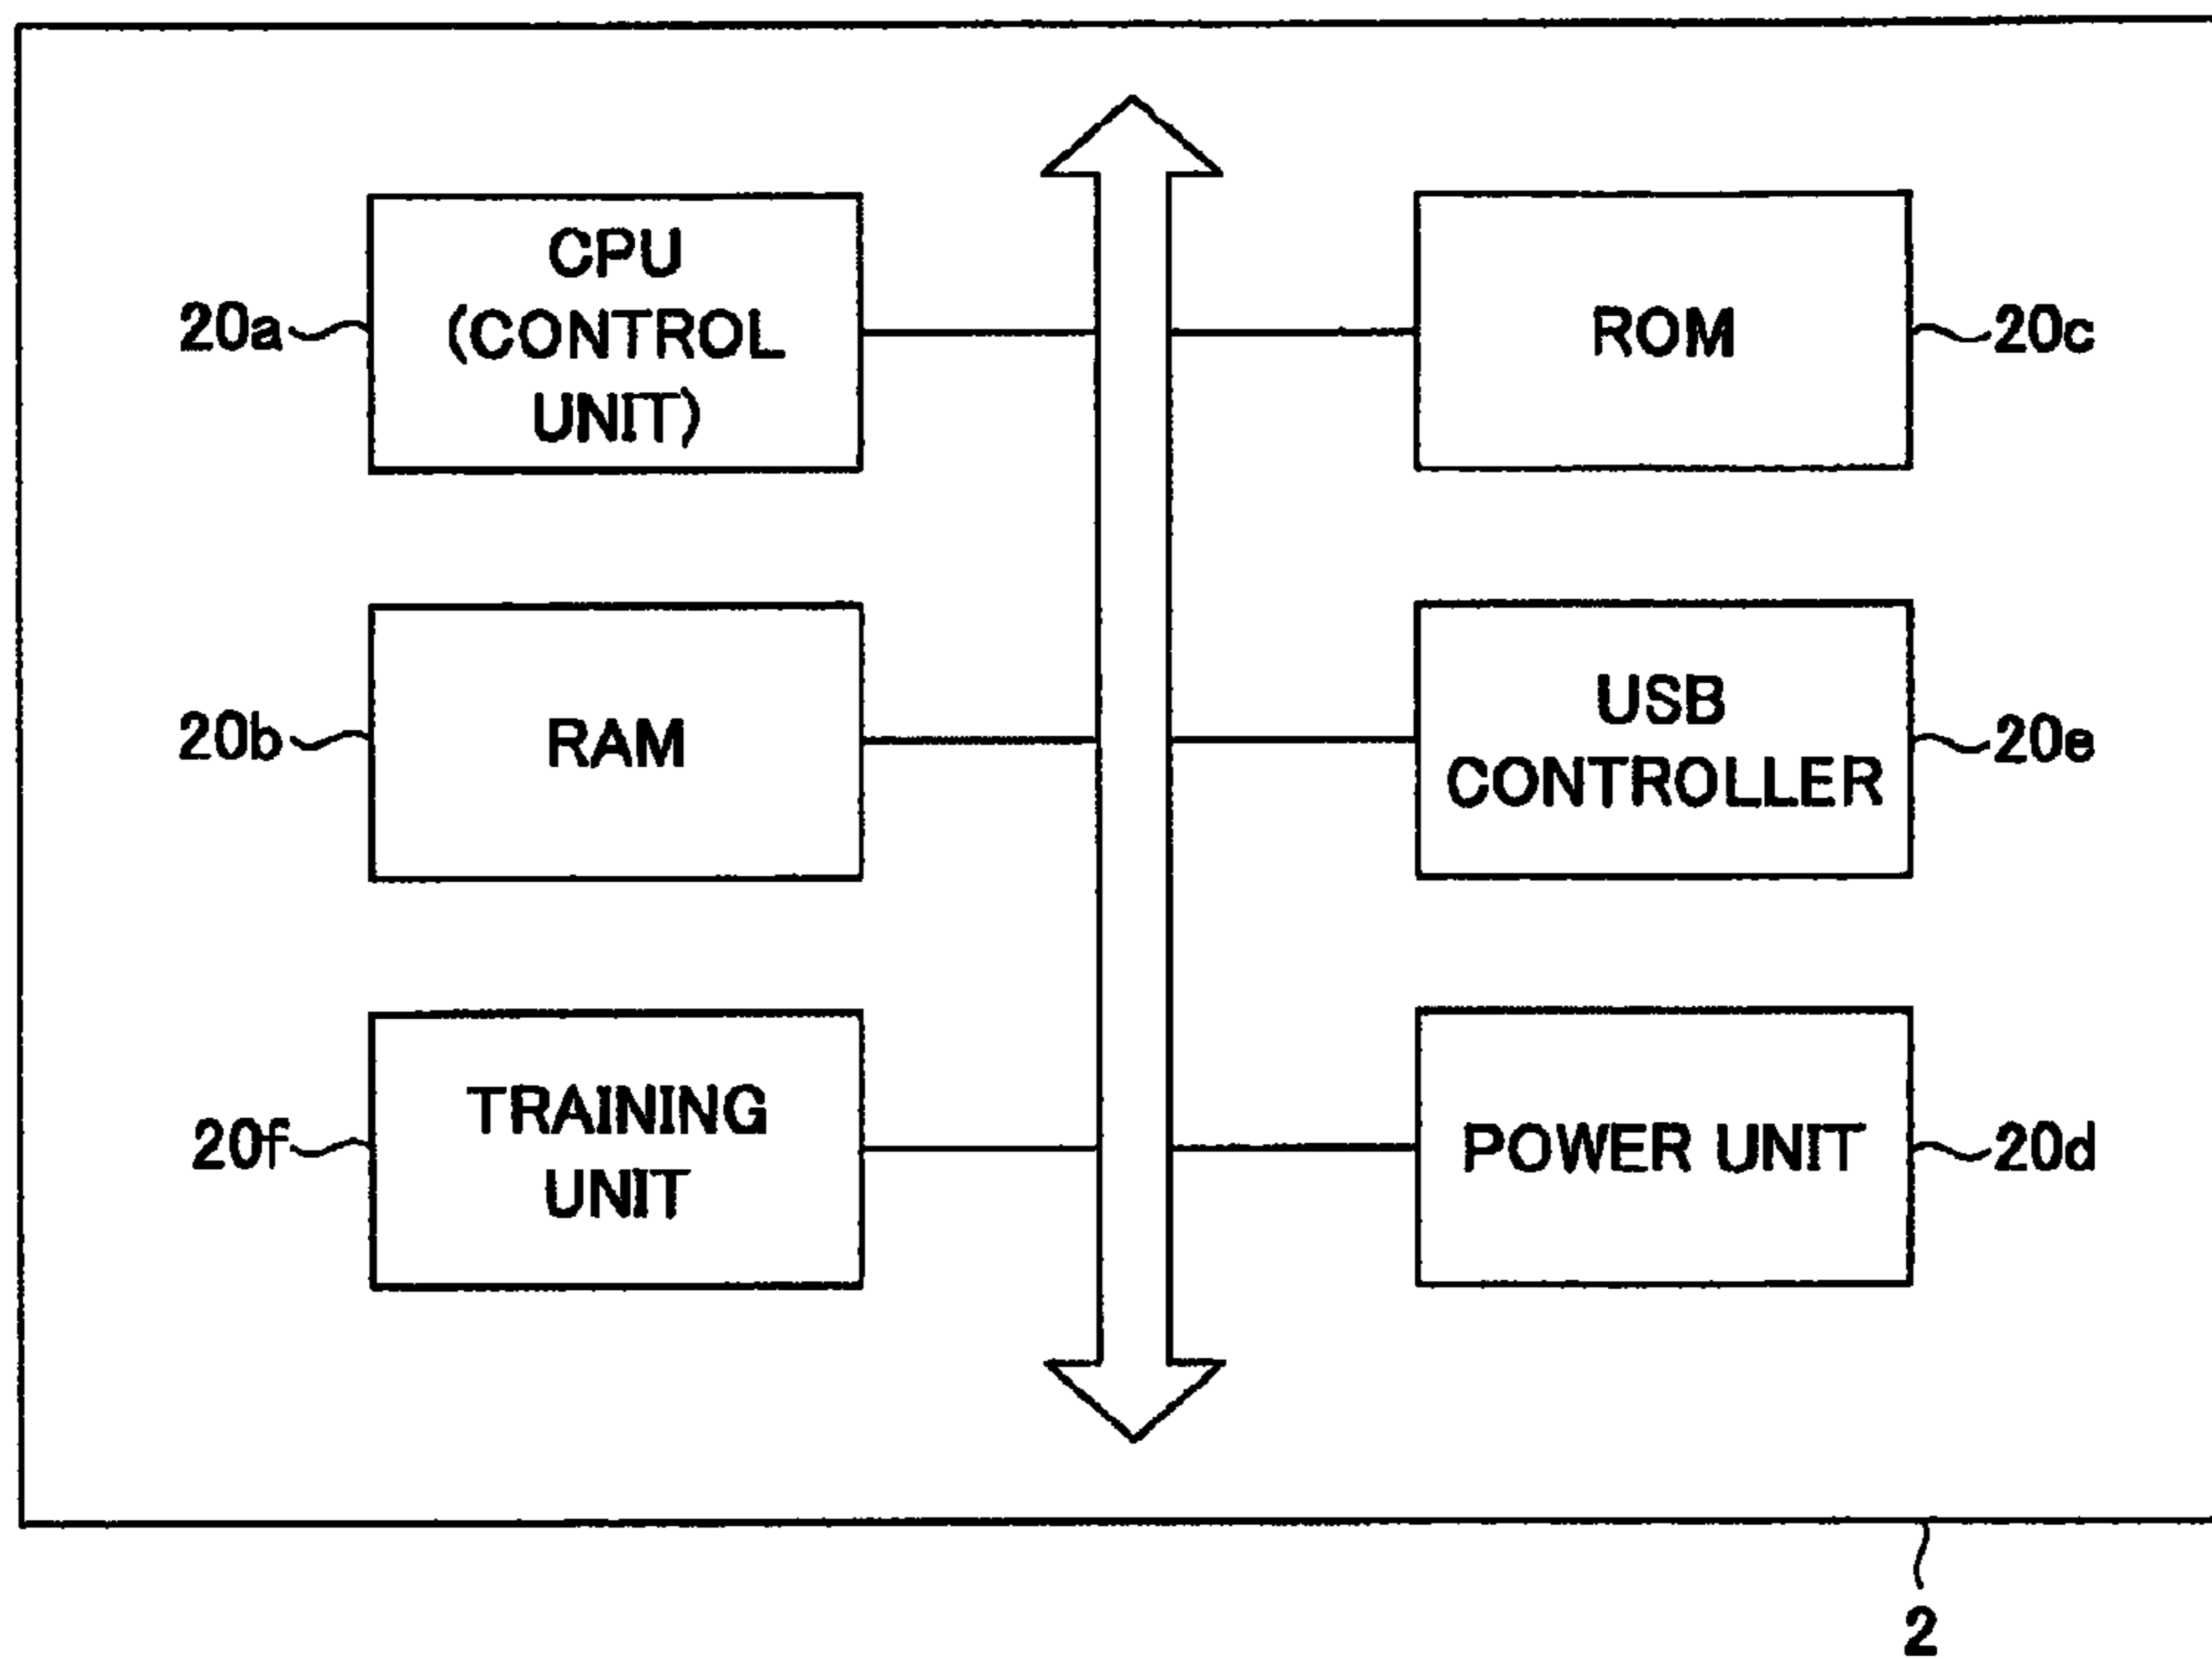 CPU
(CONTROL
UNIT)
20a
ROM
20c
RAM
20b
USB
CONTROLLER
20e
TRAINING
UNIT
20f
POWER UNIT
20d
2